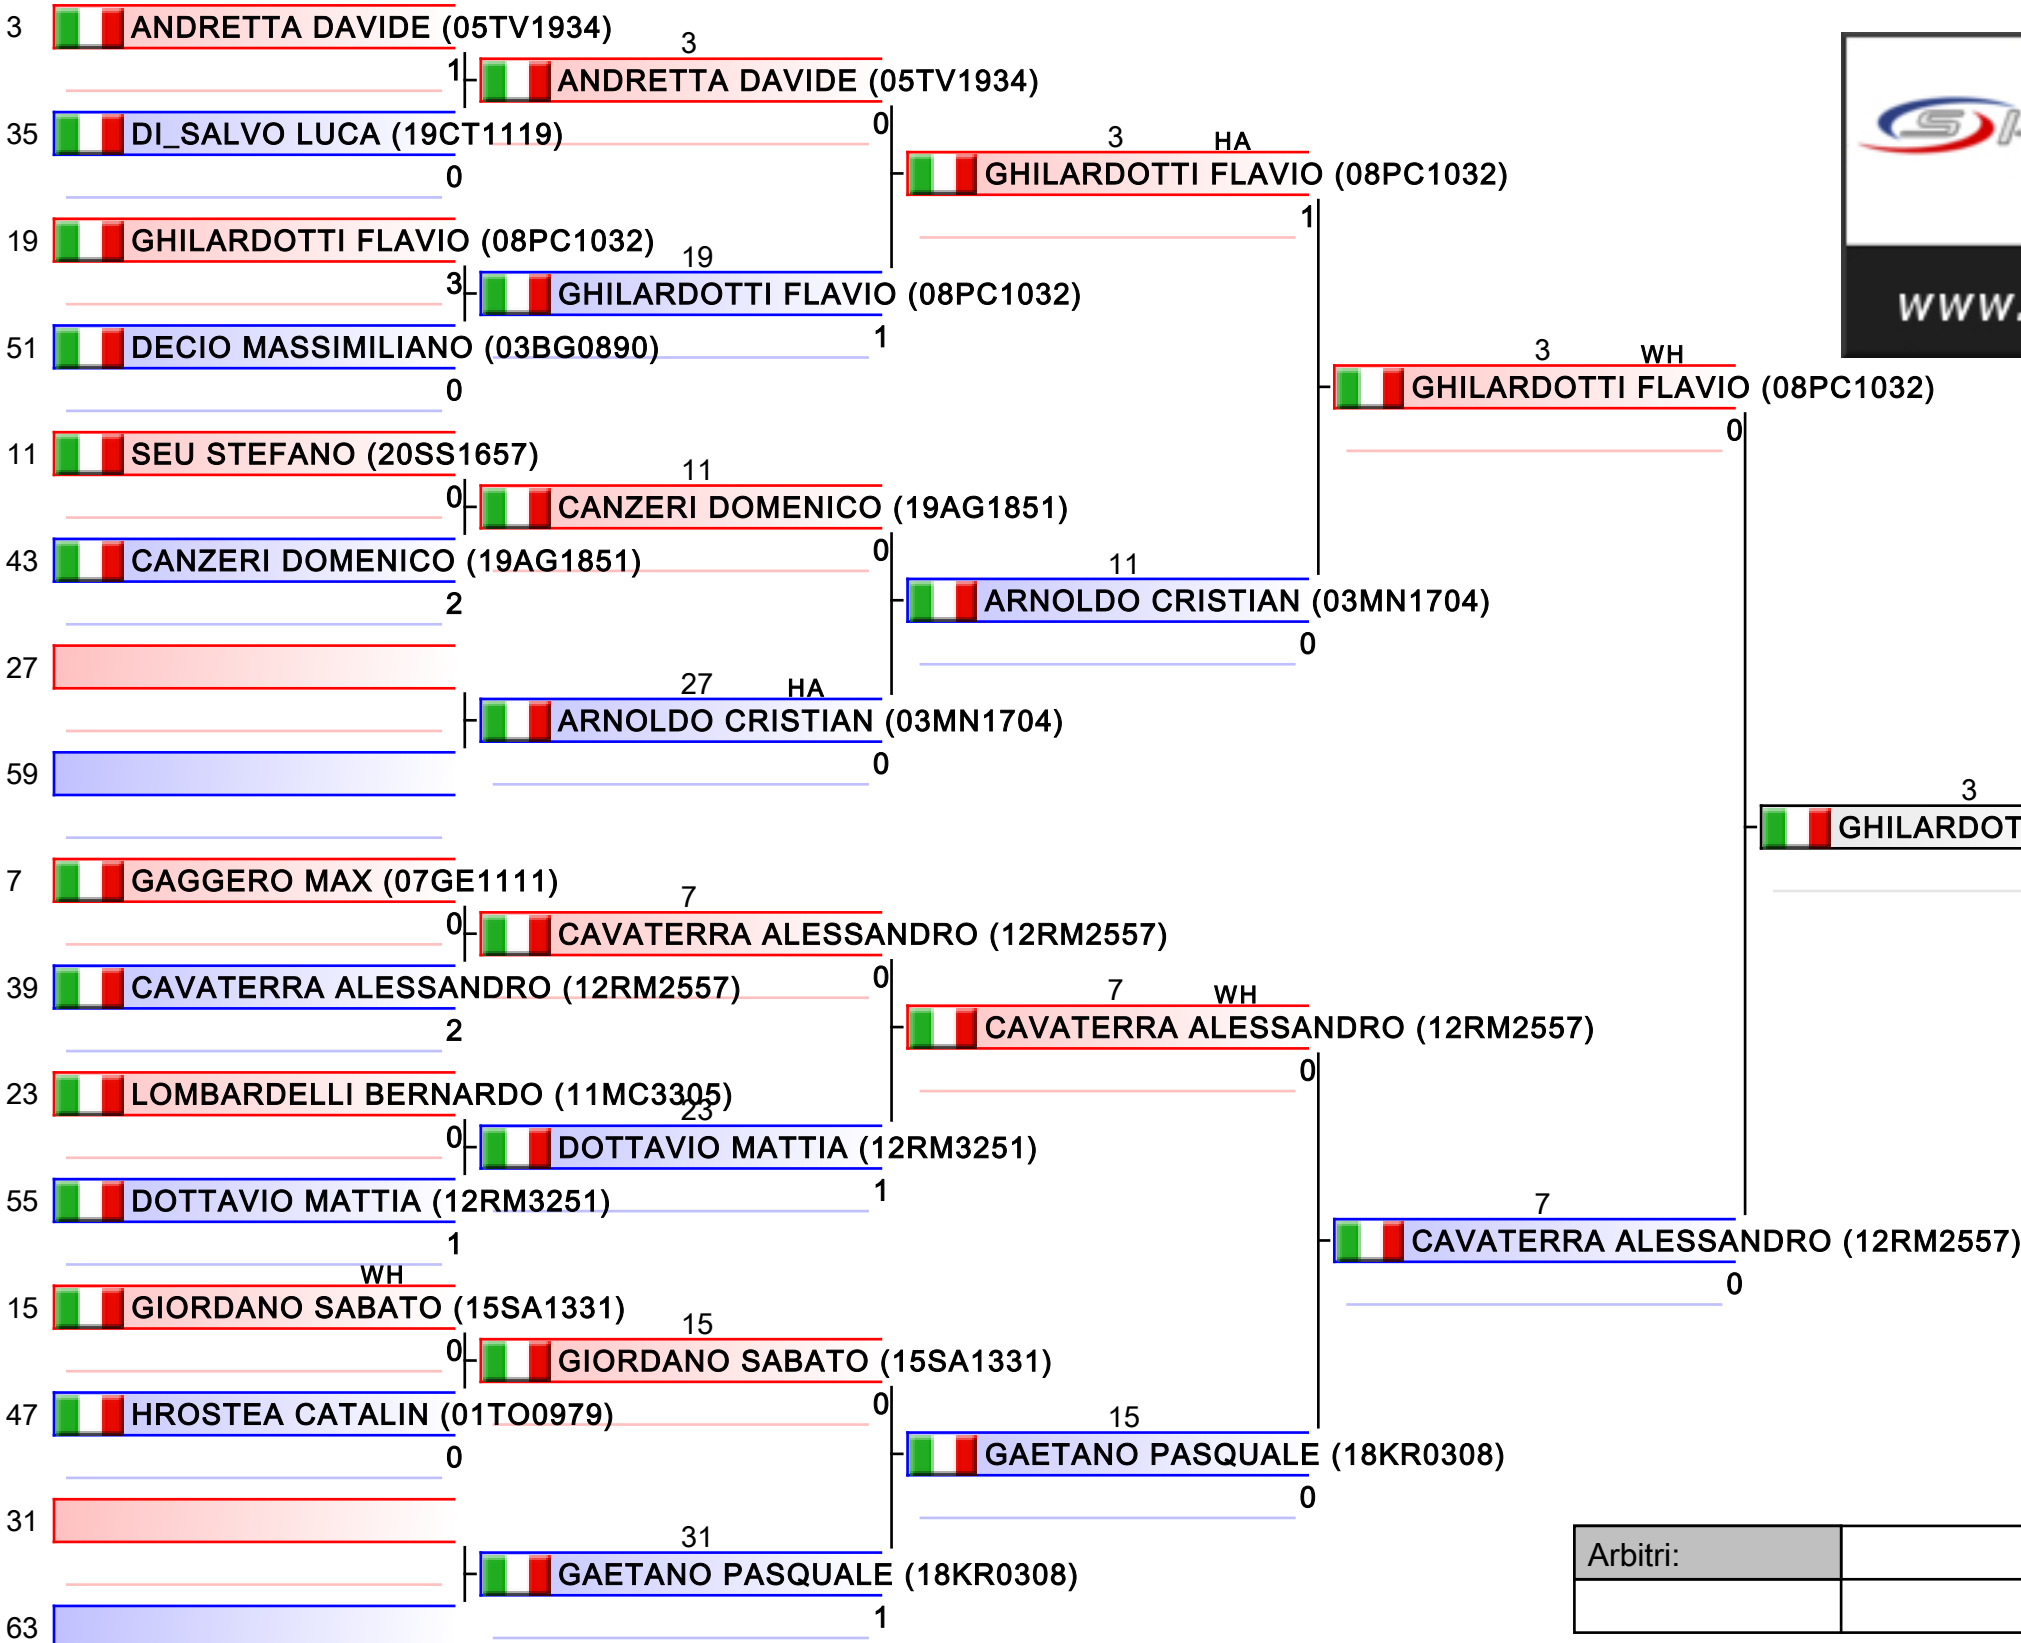 3 ANDRETTA DAVIDE (05TV1934)
1
35 DI_SALVO LUCA (19CT1119)
0
19 GHILARDOTTI FLAVIO (08PC1032)
3
51 DECIO MASSIMILIANO (03BG0890)
0
11 SEU STEFANO (20SS1657)
0
43 CANZERI DOMENICO (19AG1851)
2
27
59
7 GAGGERO MAX (07GE1111)
0
39 CAVATERRA ALESSANDRO (12RM2557)
2
23 LOMBARDELLI BERNARDO (11MC3305)
0
55 DOTTAVIO MATTIA (12RM3251)
1
WH
15 GIORDANO SABATO (15SA1331)
0
47 HROSTEA CATALIN (01TO0979)
0
31
63
3
ANDRETTA DAVIDE (05TV1934)
0
19
GHILARDOTTI FLAVIO (08PC1032)
1
11
CANZERI DOMENICO (19AG1851)
0
27 HA
ARNOLDO CRISTIAN (03MN1704)
0
7
CAVATERRA ALESSANDRO (12RM2557)
0
23
DOTTAVIO MATTIA (12RM3251)
1
15
GIORDANO SABATO (15SA1331)
0
31
GAETANO PASQUALE (18KR0308)
1
3 HA
GHILARDOTTI FLAVIO (08PC1032)
1
11
ARNOLDO CRISTIAN (03MN1704)
0
7 WH
CAVATERRA ALESSANDRO (12RM2557)
0
15
GAETANO PASQUALE (18KR0308)
0
3 WH
GHILARDOTTI FLAVIO (08PC1032)
0
7
CAVATERRA ALESSANDRO (12RM2557)
0
3
GHILARDOT
www.
Arbitri: